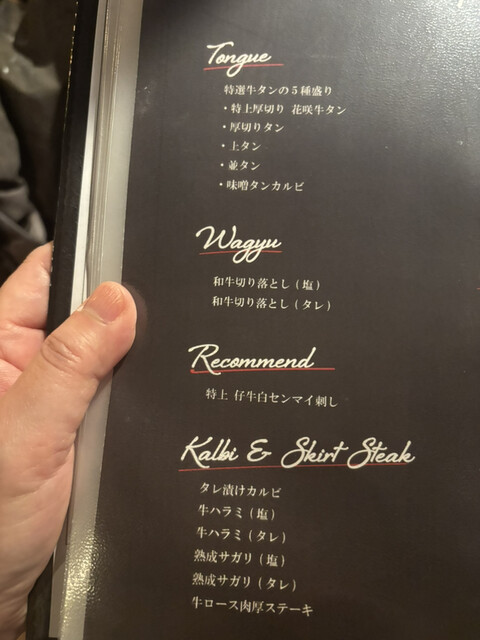 Tongue
特選牛タンの5種盛り
・特上厚切り 花咲牛タン
・厚切りタン
・上タン
・並タン
・味噌タンカルビ
Wagyu
和牛切り落とし(塩)
和牛切り落とし(タレ)
Recommend
特上 仔牛白センマイ刺し
Kalbi & Skirt Steak
タレ漬けカルビ
牛ハラミ(塩)
牛ハラミ(タレ)
熟成サガリ(塩)
熟成サガリ(タレ)
牛ロース肉厚ステーキ